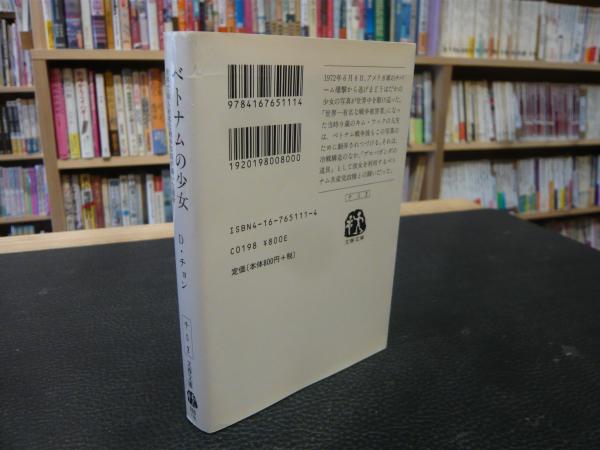 ベトナムの少女
D・チョン
文春文庫
9784167651114
1920198008000
ISBN4-16-765111-4
C0198 ¥800E
定価(本体800円+税)
1972年6月8日、アメリカ軍のナパ
ーム爆撃から逃げまどうはだかの
少女の写真が世界中を駆け巡った。
「世界一有名な戦争被害者」になっ
た当時9歳のキム・フックの人生
は、ベトナム戦争後もこの写真の
ために翻弄されつづける。それは、
冷戦構造のなか、「プロパガンダの
道具」として彼女を利用するベト
ナム共産党政権との闘いだった。
文春文庫